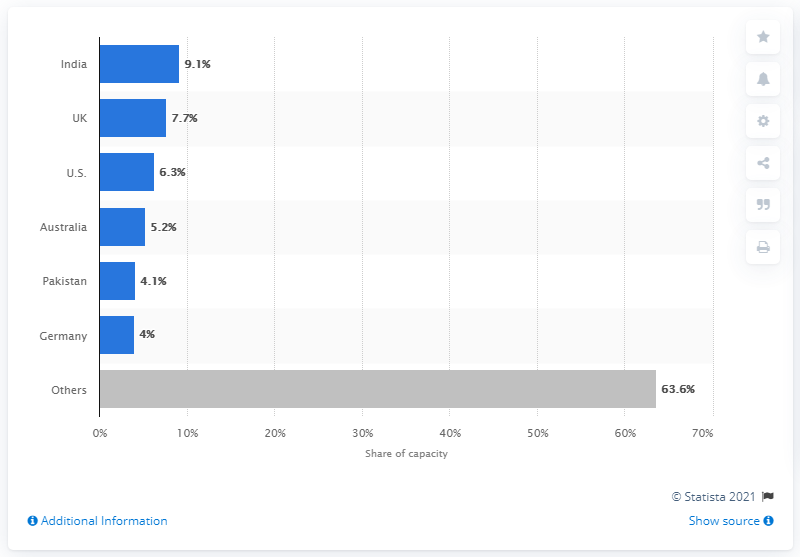 India
9.1%
UK
7.7%
U.S.
6.3%
Australia
5.2%
Pakistan
4.1%
Germany
4%
Others
63.6%
0%
10%
20%
30%
40%
50%
60%
70%
Share of capacity
© Statista 2021
Additional Information
Show source